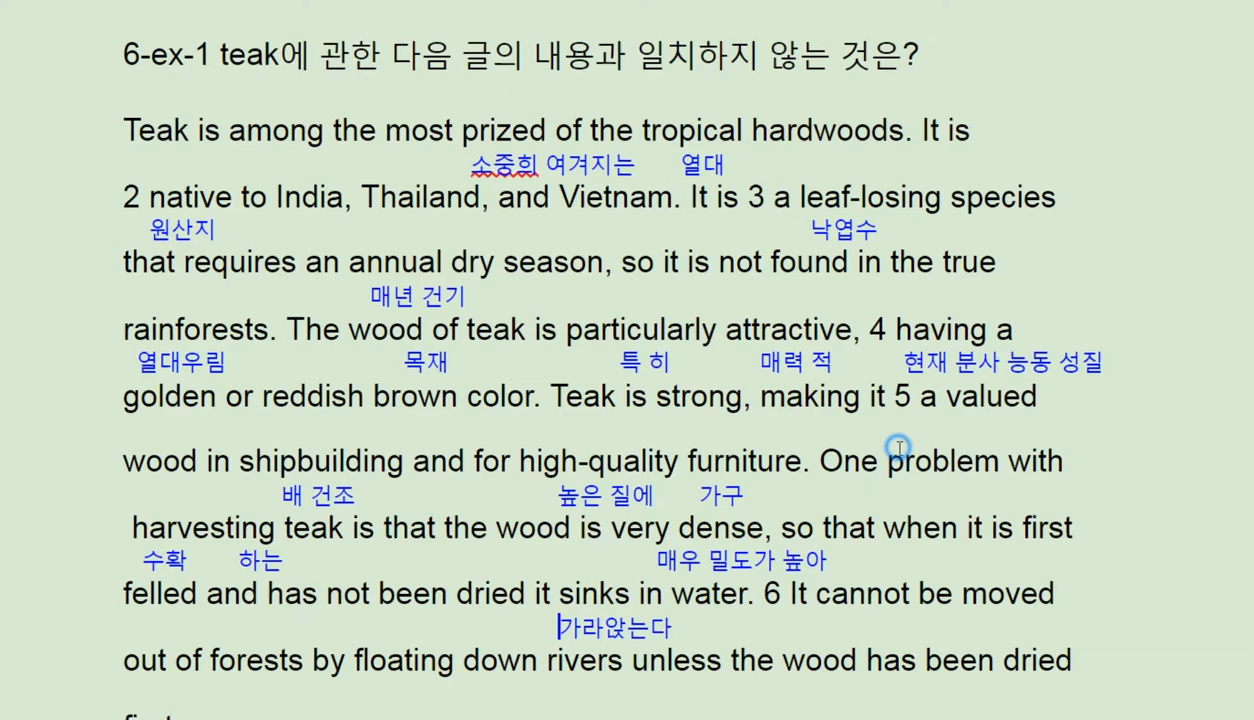 6-ex-1 teak에 관한 다음 글의 내용과 일치하지 않는 것은?
Teak is among the most prized of the tropical hardwoods. It is
소중희 여겨지는 열대
2 native to India, Thailand, and Vietnam. It is 3 a leaf-losing species
원산지 낙엽수
that requires an annual dry season, so it is not found in the true
매년 건기
rainforests. The wood of teak is particularly attractive, 4 having a
열대우림 목재 특 히 매력 적 현재 분사 능동 성질
golden or reddish brown color. Teak is strong, making it 5 a valued
wood in shipbuilding and for high-quality furniture. One problem with
배 건조 높은 질에 가구
harvesting teak is that the wood is very dense, so that when it is first
수확 하는 매우 밀도가 높아
felled and has not been dried it sinks in water. 6 It cannot be moved
가라앉는다
out of forests by floating down rivers unless the wood has been dried